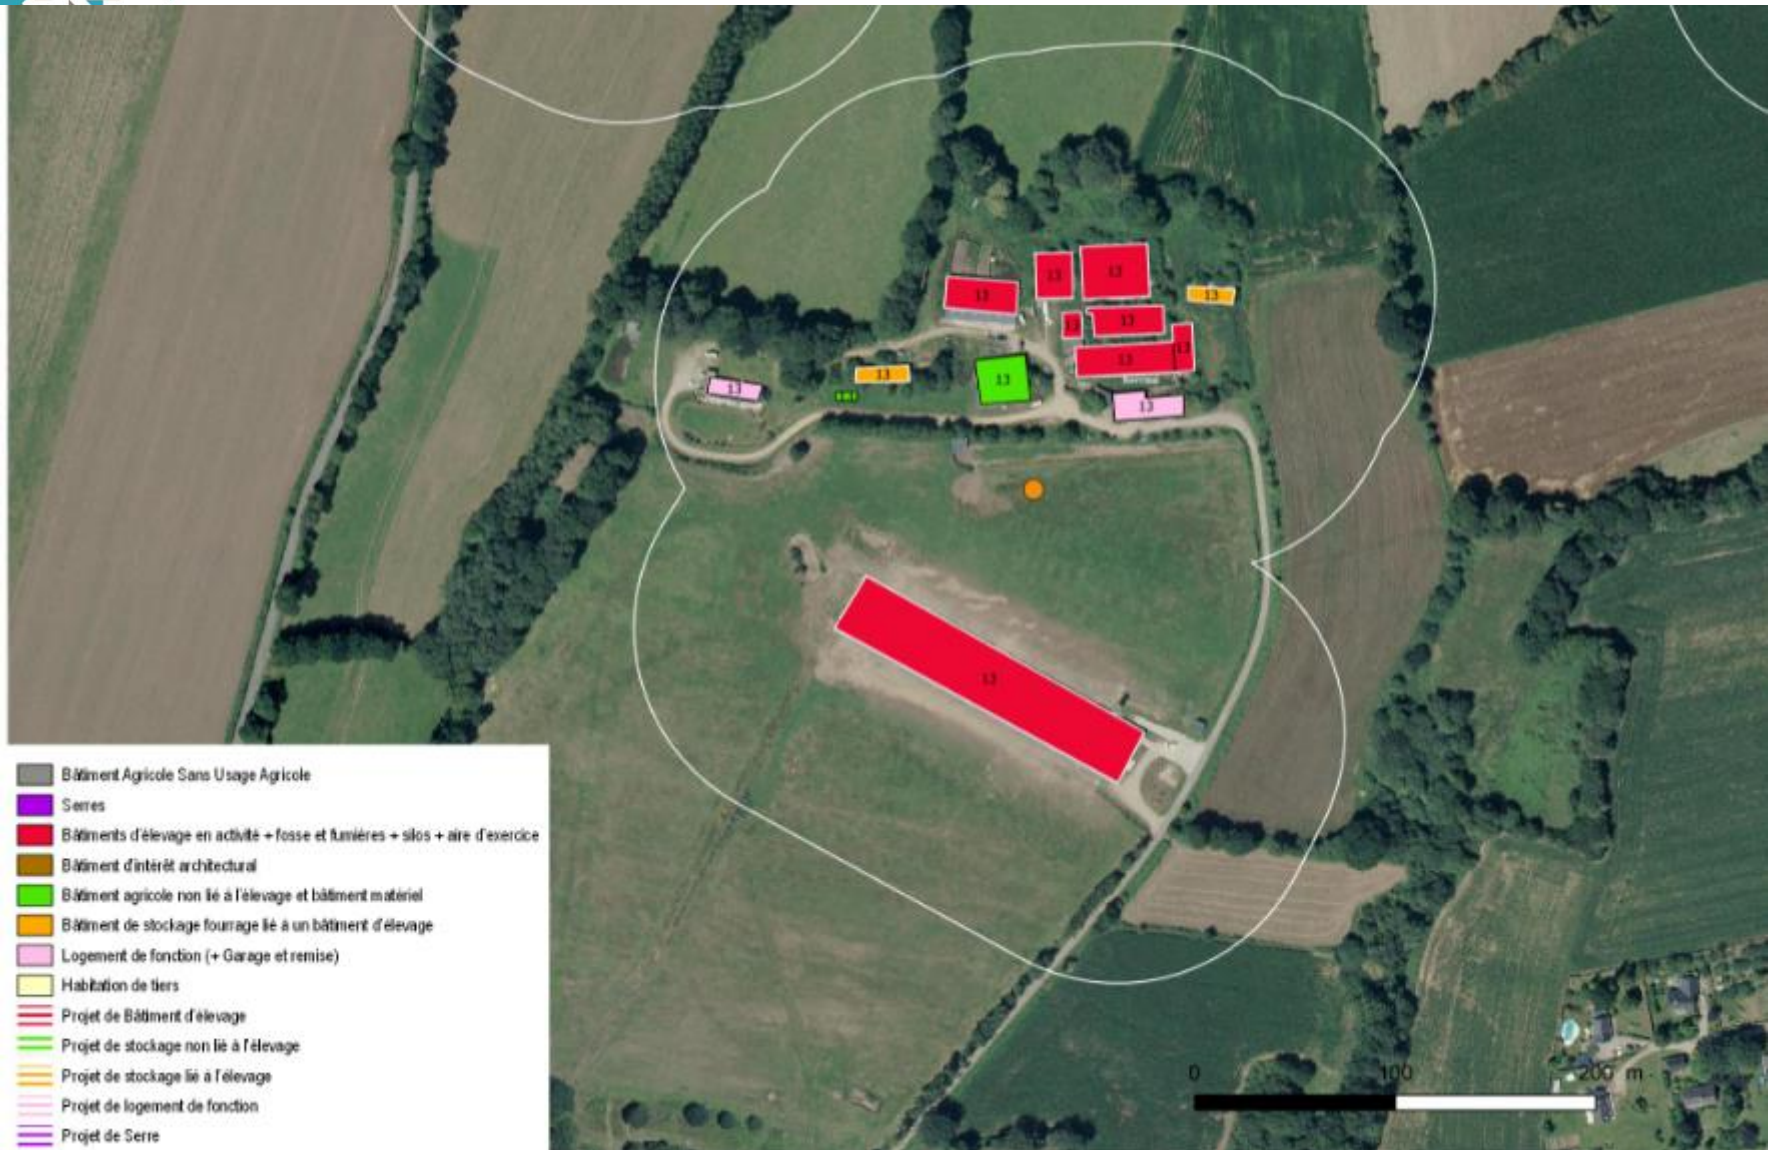 13
13
13
13
13
13
13
13
13
13
13
13
13
13
Bâtiment Agricole Sans Usage Agricole
Serres
Bâtiments d'élevage en activité + fosse et fumières + silos + aire d'exercice
Bâtiment d'intérêt architectural
Bâtiment agricole non lié à l'élevage et bâtiment matériel
Bâtiment de stockage fourrage lié à un bâtiment d'élevage
Logement de fonction (+ Garage et remise)
Habitation de tiers
Projet de Bâtiment d'élevage
Projet de stockage non lié à l'élevage
Projet de stockage lié à l'élevage
Projet de logement de fonction
Projet de Serre
0 100 200 m